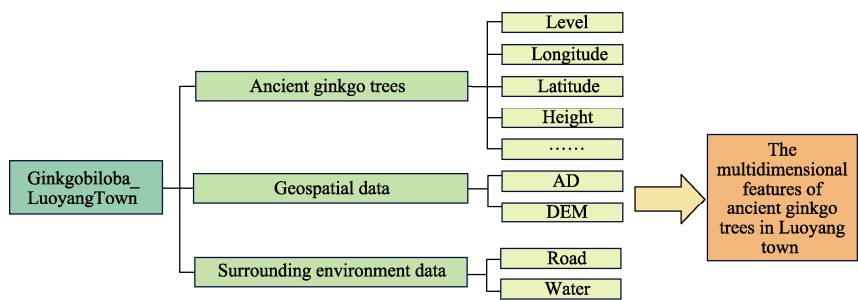 Ginkgobiloba_
LuoyangTown
Ancient ginkgo trees
Geospatial data
Surrounding environment data
Level
Longitude
Latitude
Height
······
AD
DEM
Road
Water
The
multidimensional
features of
ancient ginkgo
trees in Luoyang
town